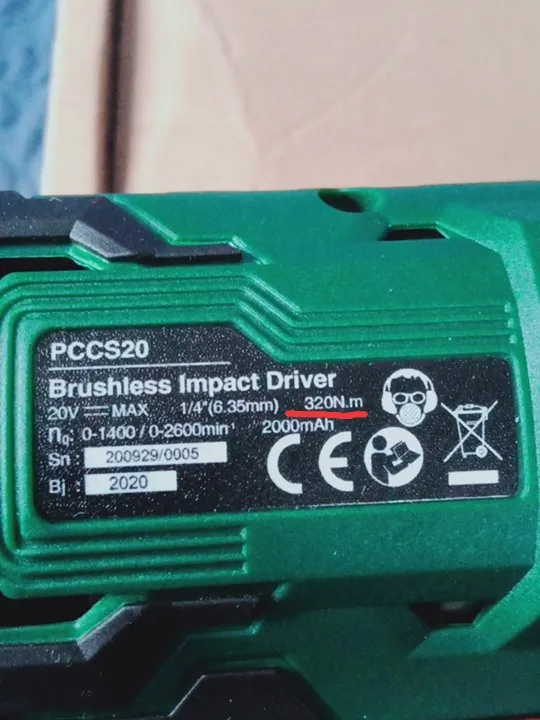 PCCS20
Brushless Impact Driver
20V ⎓ MAX 1/4"(6.35mm) 320N.m
nq: 0-1400 / 0-2600min⁻¹ 2000mAh
Sn 200929/0005
Bj : 2020
CE